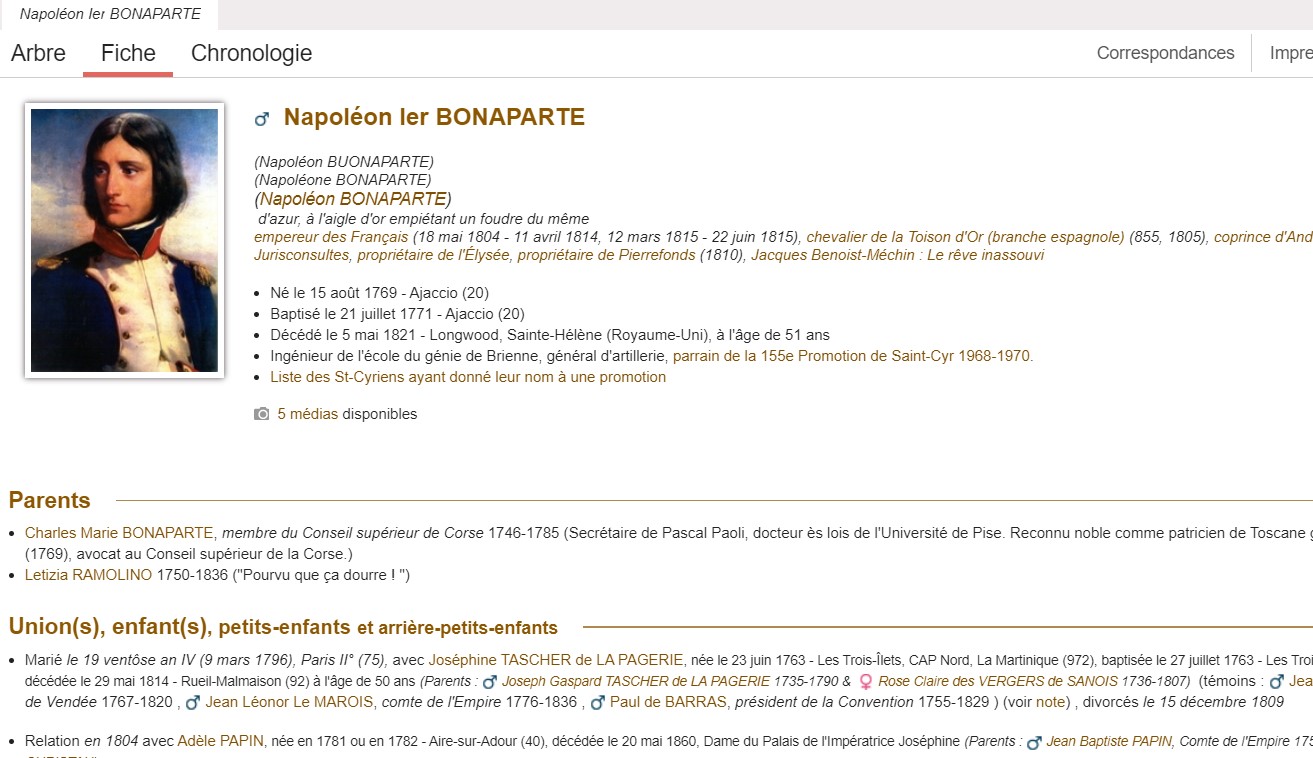 Napoléon Ier BONAPARTE
Arbre Fiche Chronologie Correspondances Impre
Napoléon Ier BONAPARTE
(Napoléon BUONAPARTE)
(Napoléone BONAPARTE)
(Napoléon BONAPARTE)
d'azur, à l'aigle d'or empiétant un foudre du même
empereur des Français (18 mai 1804 - 11 avril 1814, 12 mars 1815 - 22 juin 1815), chevalier de la Toison d'Or (branche espagnole) (855, 1805), coprince d'And
Jurisconsultes, propriétaire de l'Élysée, propriétaire de Pierrefonds (1810), Jacques Benoist-Méchin : Le rêve inassouvi
• Né le 15 août 1769 - Ajaccio (20)
• Baptisé le 21 juillet 1771 - Ajaccio (20)
• Décédé le 5 mai 1821 - Longwood, Sainte-Hélène (Royaume-Uni), à l'âge de 51 ans
• Ingénieur de l'école du génie de Brienne, général d'artillerie, parrain de la 155e Promotion de Saint-Cyr 1968-1970.
• Liste des St-Cyriens ayant donné leur nom à une promotion
5 médias disponibles
Parents
• Charles Marie BONAPARTE, membre du Conseil supérieur de Corse 1746-1785 (Secrétaire de Pascal Paoli, docteur ès lois de l'Université de Pise. Reconnu noble comme patricien de Toscane g
(1769), avocat au Conseil supérieur de la Corse.)
• Letizia RAMOLINO 1750-1836 ("Pourvu que ça dourre ! ")
Union(s), enfant(s), petits-enfants et arrière-petits-enfants
• Marié le 19 ventôse an IV (9 mars 1796), Paris II° (75), avec Joséphine TASCHER de LA PAGERIE, née le 23 juin 1763 - Les Trois-Îlets, CAP Nord, La Martinique (972), baptisée le 27 juillet 1763 - Les Troi
décédée le 29 mai 1814 - Rueil-Malmaison (92) à l'âge de 50 ans (Parents : ♂ Joseph Gaspard TASCHER de LA PAGERIE 1735-1790 & ♀ Rose Claire des VERGERS de SANOIS 1736-1807) (témoins : ♂ Jea
de Vendée 1767-1820 , ♂ Jean Léonor Le MAROIS, comte de l'Empire 1776-1836 , ♂ Paul de BARRAS, président de la Convention 1755-1829 ) (voir note) , divorcés le 15 décembre 1809
• Relation en 1804 avec Adèle PAPIN, née en 1781 ou en 1782 - Aire-sur-Adour (40), décédée le 20 mai 1860, Dame du Palais de l'Impératrice Joséphine (Parents : ♂ Jean Baptiste PAPIN, Comte de l'Empire 175